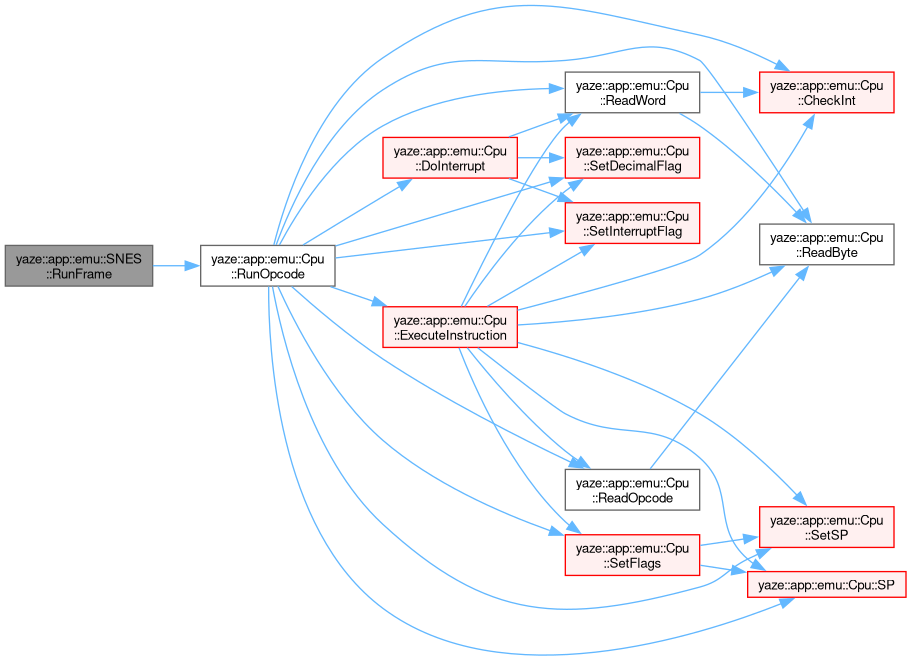 yaze::app::emu::SNES
::RunFrame
yaze::app::emu::Cpu
::RunOpcode
yaze::app::emu::Cpu
::CheckInt
yaze::app::emu::Cpu
::ReadWord
yaze::app::emu::Cpu
::DoInterrupt
yaze::app::emu::Cpu
::SetDecimalFlag
yaze::app::emu::Cpu
::SetInterruptFlag
yaze::app::emu::Cpu
::ReadByte
yaze::app::emu::Cpu
::ExecuteInstruction
yaze::app::emu::Cpu
::ReadOpcode
yaze::app::emu::Cpu
::SetFlags
yaze::app::emu::Cpu
::SetSP
yaze::app::emu::Cpu::SP